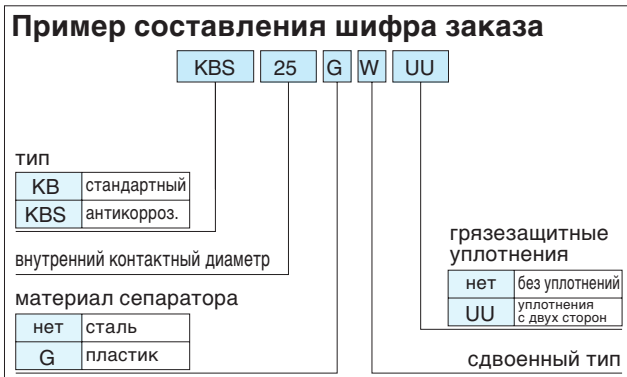 Пример составления шифра заказа
KBS 25 G W UU
тип
KB стандартный
KBS антикорроз.
внутренний контактный диаметр
материал сепаратора
нет сталь
G пластик
грязезащитные
уплотнения
нет без уплотнений
UU уплотнения
с двух сторон
сдвоенный тип